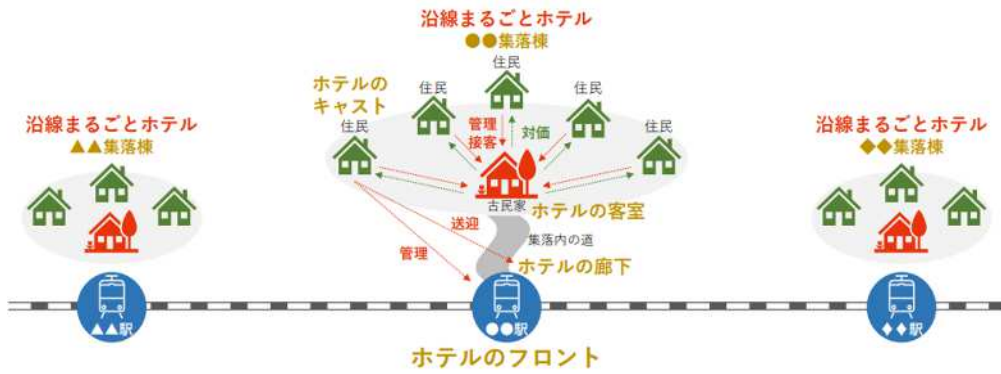 沿線まるごとホテル
●●集落棟
住民
ホテルの
キャスト
住民
住民
住民
住民
管理
接客
対価
古民家
ホテルの客室
送迎
管理
集落内の道
ホテルの廊下
沿線まるごとホテル
▲▲集落棟
沿線まるごとホテル
◆◆集落棟
▲▲駅
●●駅
◆◆駅
ホテルのフロント